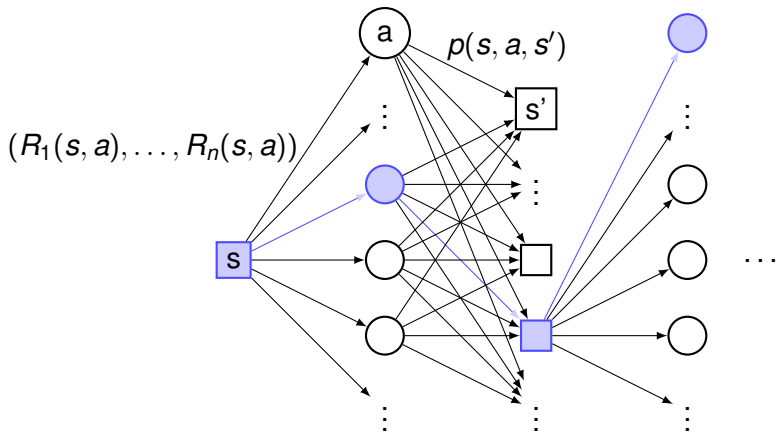 a
p(s, a, s′)
s'
⋮
⋮
(R₁(s, a), . . . , Rₙ(s, a))
⋮
s
. . .
⋮
⋮
⋮